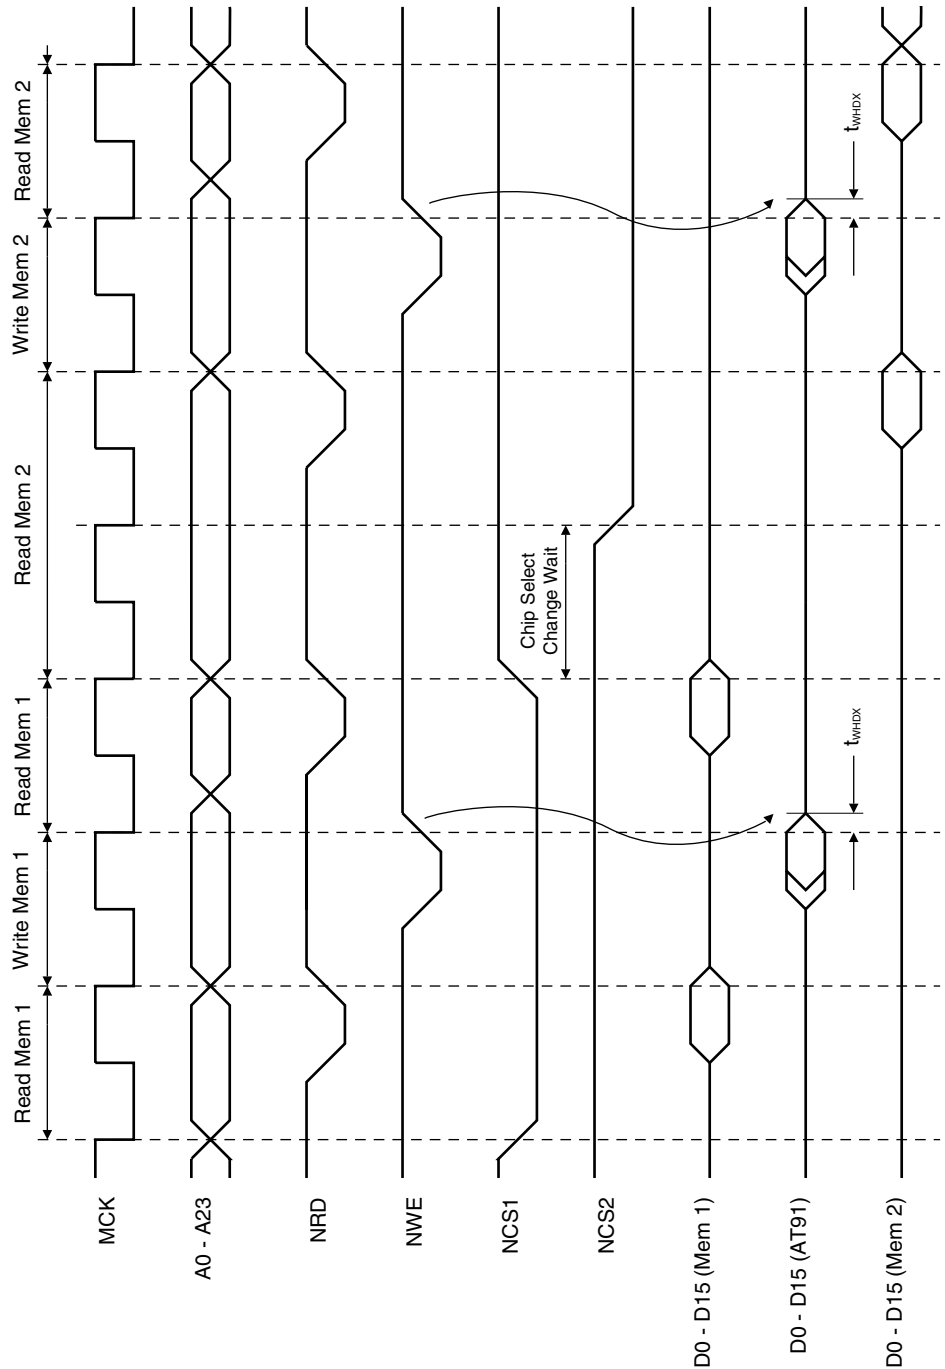 Read Mem 1
Write Mem 1
Read Mem 1
Read Mem 2
Write Mem 2
Read Mem 2
MCK
A0 - A23
NRD
NWE
NCS1
Chip Select
Change Wait
NCS2
D0 - D15 (Mem 1)
D0 - D15 (AT91)
tWHDX
tWHDX
D0 - D15 (Mem 2)